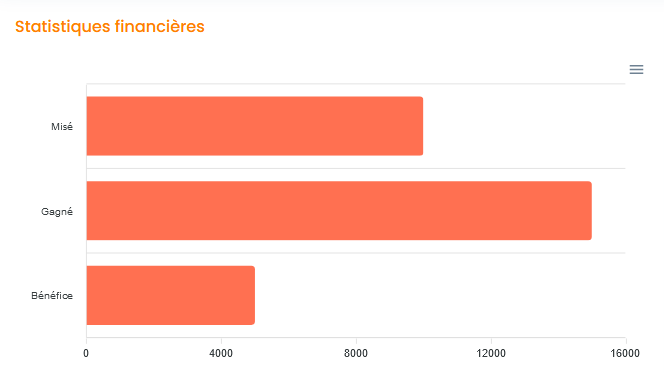 Statistiques financières
Misé
Gagné
Bénéfice
0 4000 8000 12000 16000